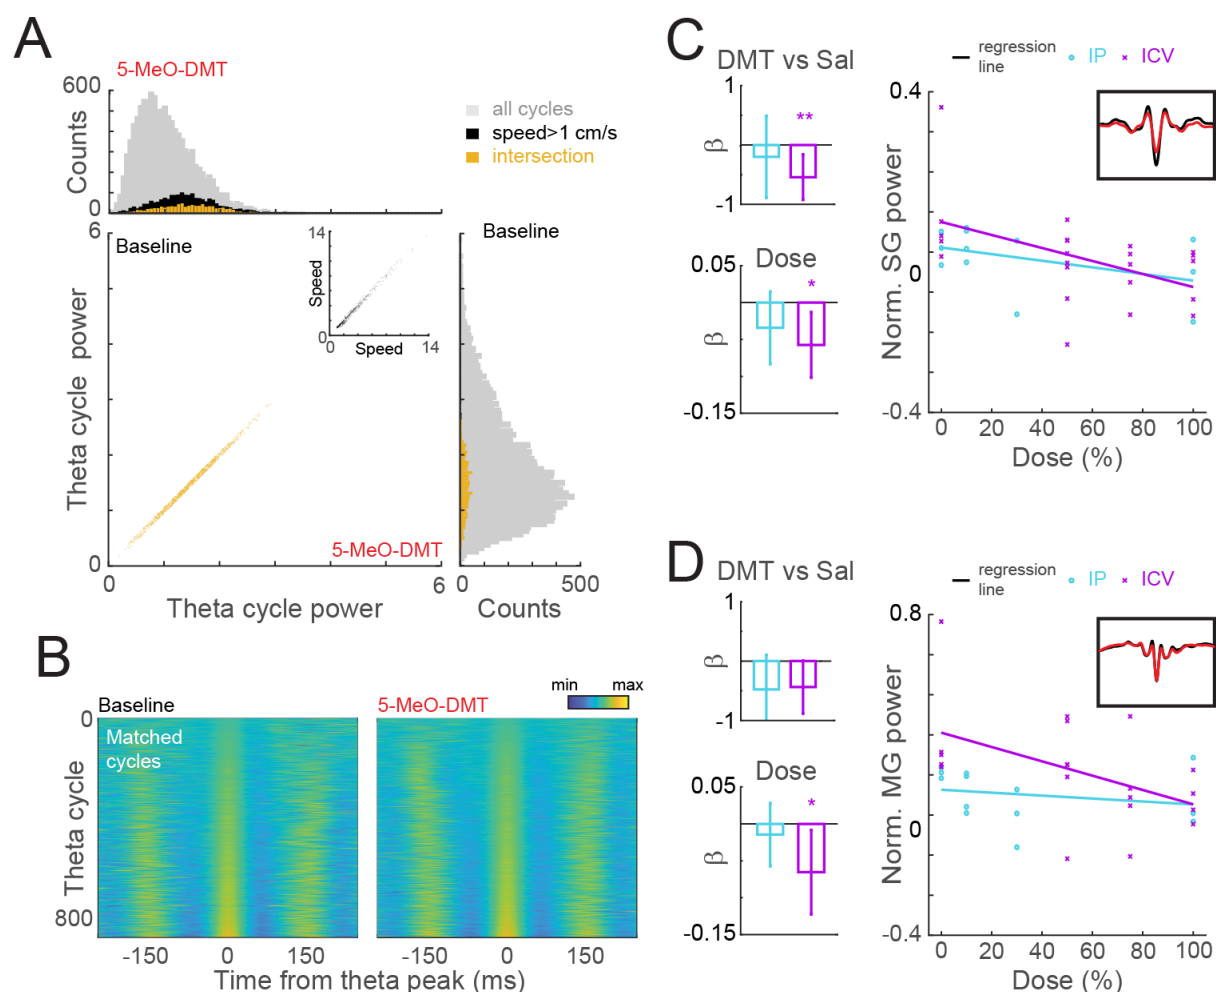 A
5-MeO-DMT
600
Counts
0
all cycles
speed>1 cm/s
intersection
6
Baseline
14
Speed
0
0
Speed
14
Theta cycle power
5-MeO-DMT
0
0
6
Theta cycle power
Baseline
0
500
Counts
B
Baseline
5-MeO-DMT
min
max
0
Matched
cycles
Theta cycle
800
-150
0
150
-150
0
150
Time from theta peak (ms)
C
DMT vs Sal
1
β
**
-1
Dose
0.05
*
β
-0.15
regression
line
IP
ICV
0.4
Norm. SG power
0
-0.4
0
20
40
60
80
100
Dose (%)
D
DMT vs Sal
1
β
-1
Dose
0.05
*
β
-0.15
regression
line
IP
ICV
0.8
Norm. MG power
0
-0.4
0
20
40
60
80
100
Dose (%)